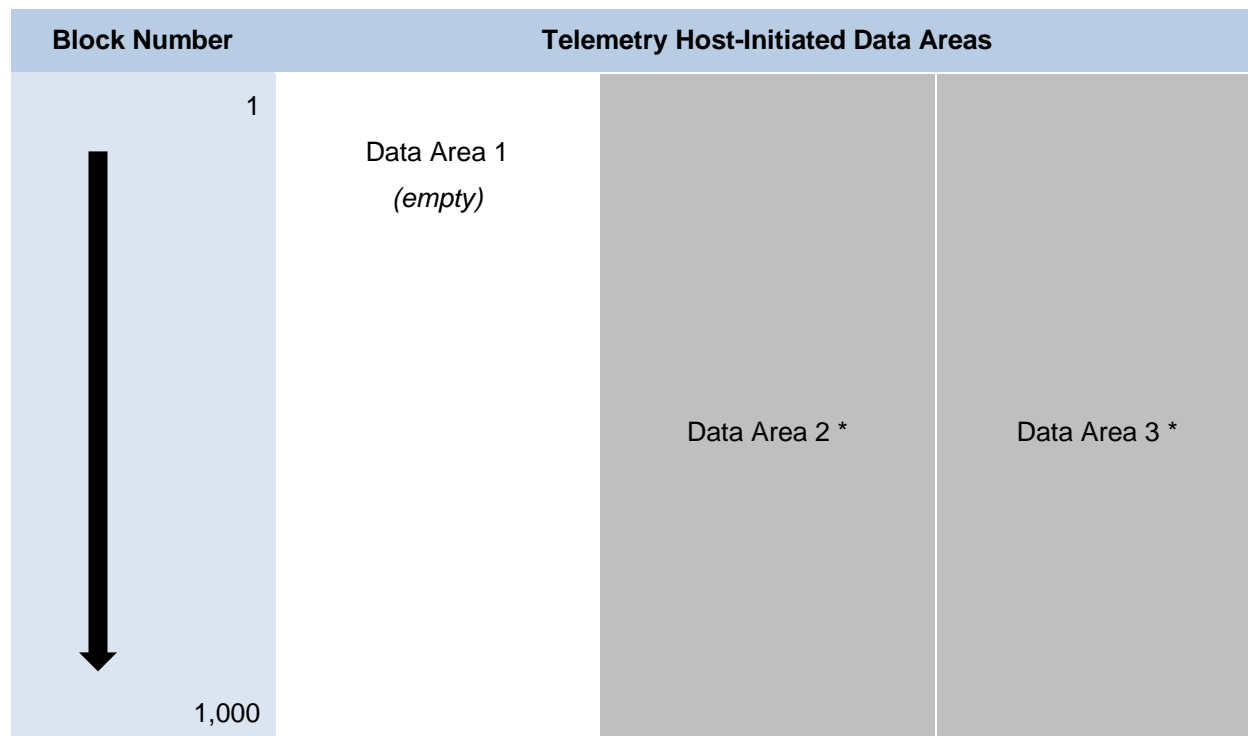 Block Number Telemetry Host-Initiated Data Areas
1
Data Area 1
(empty)
Data Area 2 * Data Area 3 *
1,000